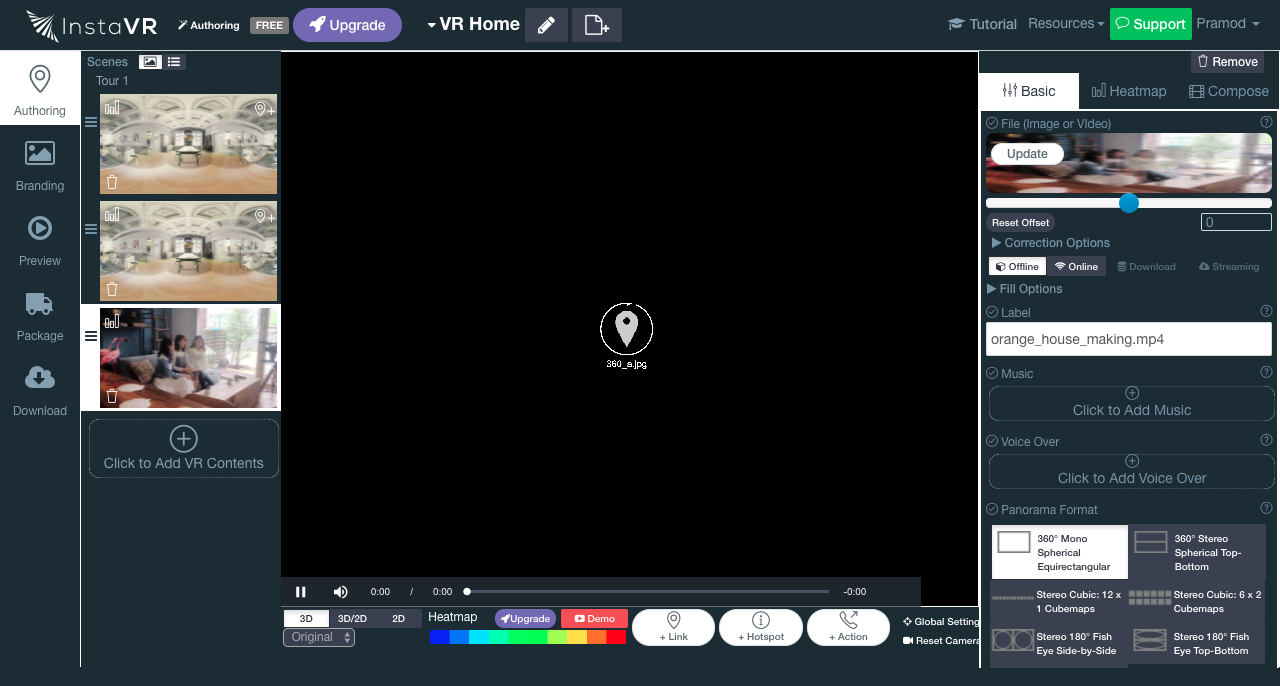 InstaVR
Authoring
FREE
Upgrade
VR Home
Tutorial
Resources
Support
Pramod
Authoring
Branding
Preview
Package
Download
Scenes
Tour 1
Click to Add VR Contents
360_a.jpg
0:00 / 0:00 -0:00
3D 3D/2D 2D
Original
Heatmap
Upgrade
Demo
+ Link
+ Hotspot
+ Action
Global Setting
Reset Camera
Remove
Basic
Heatmap
Compose
File (Image or VIdeo)
Update
Reset Offset
0
Correction Options
Offline
Online
Download
Streaming
Fill Options
Label
orange_house_making.mp4
Music
Click to Add Music
Voice Over
Click to Add Voice Over
Panorama Format
360° Mono
Spherical
Equirectangular
360° Stereo
Spherical Top-
Bottom
Stereo Cubic: 12 x
1 Cubemaps
Stereo Cubic: 6 x 2
Cubemaps
Stereo 180° Fish
Eye Side-by-Side
Stereo 180° Fish
Eye Top-Bottom